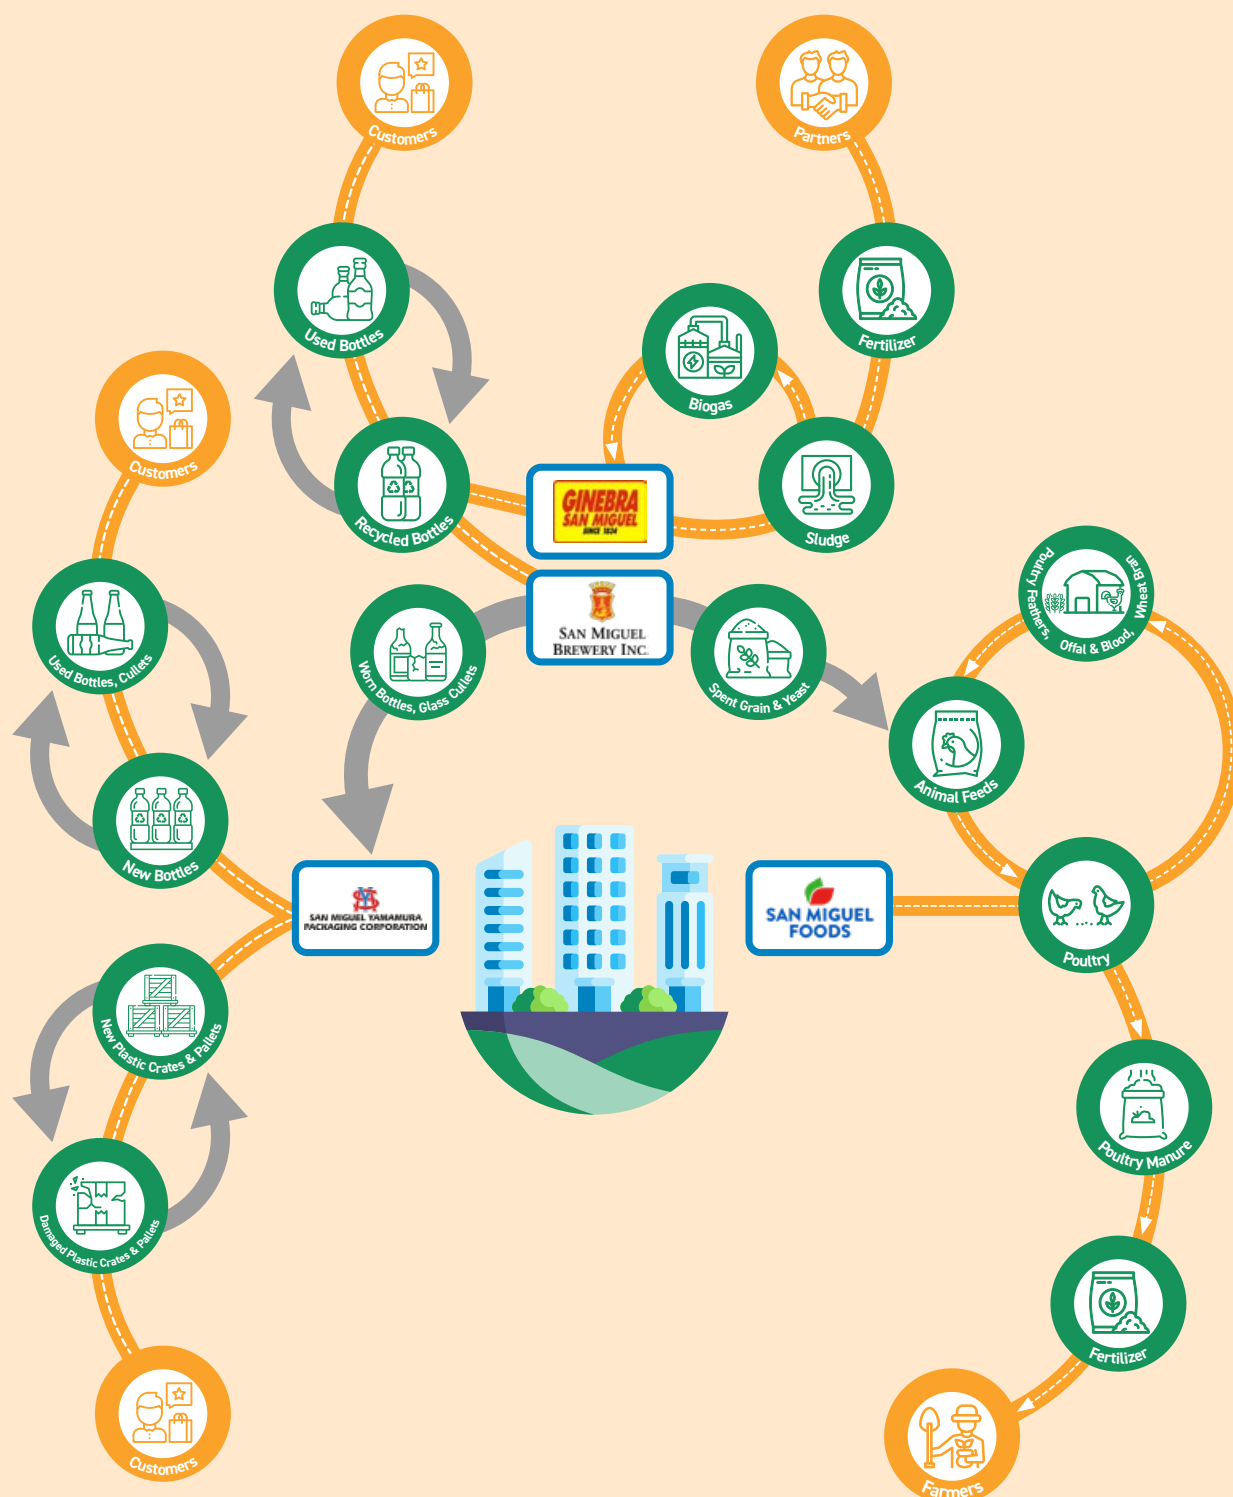 Customers
Partners
Used Bottles
Fertilizer
Biogas
Customers
Recycled Bottles
GINEBRA
SAN MIGUEL
SINCE 1834
Sludge
Poultry Feathers,
Offal & Blood,
Wheat Bran
SAN MIGUEL
BREWERY INC.
Used Bottles, Cullets
Worn Bottles, Glass Cullets
Spent Grain & Yeast
Animal Feeds
New Bottles
SAN MIGUEL YAMAMURA
PACKAGING CORPORATION
SAN MIGUEL
FOODS
Poultry
New Plastic Crates & Pallets
Poultry Manure
Damaged Plastic Crates & Pallets
Fertilizer
Customers
Farmers